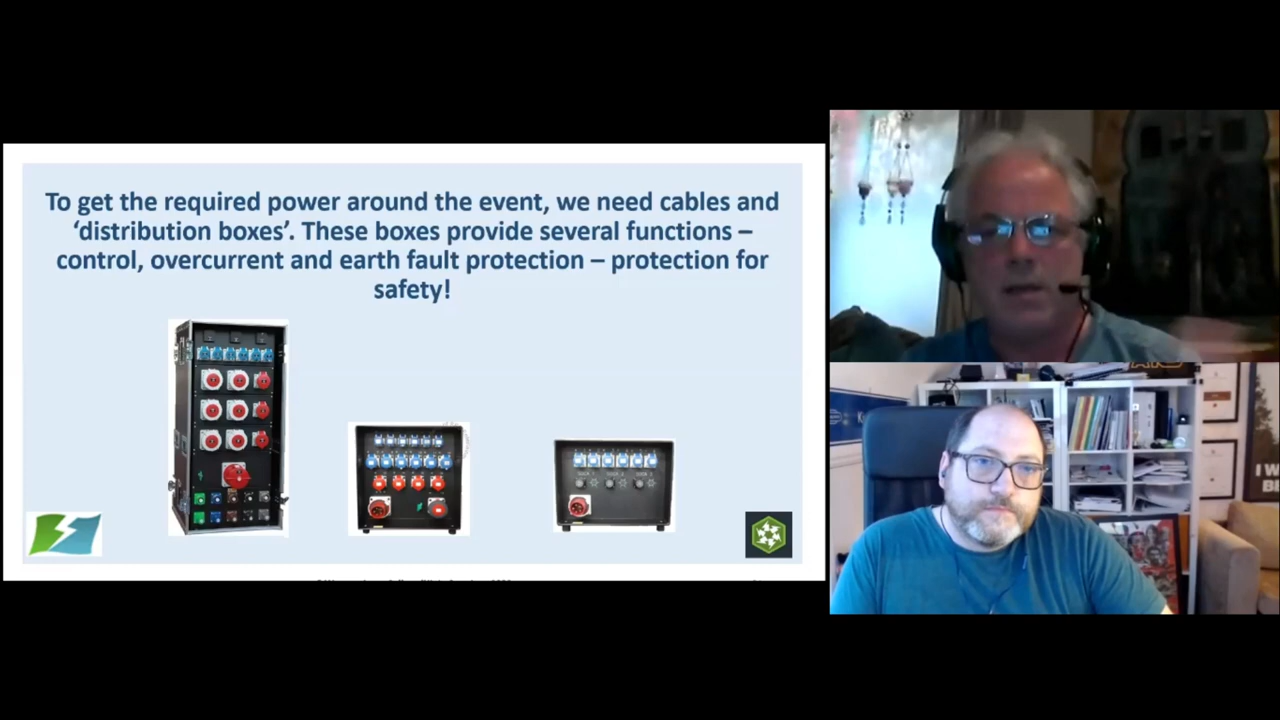 To get the required power around the event, we need cables and
‘distribution boxes’. These boxes provide several functions –
control, overcurrent and earth fault protection – protection for
safety!
I W
BE